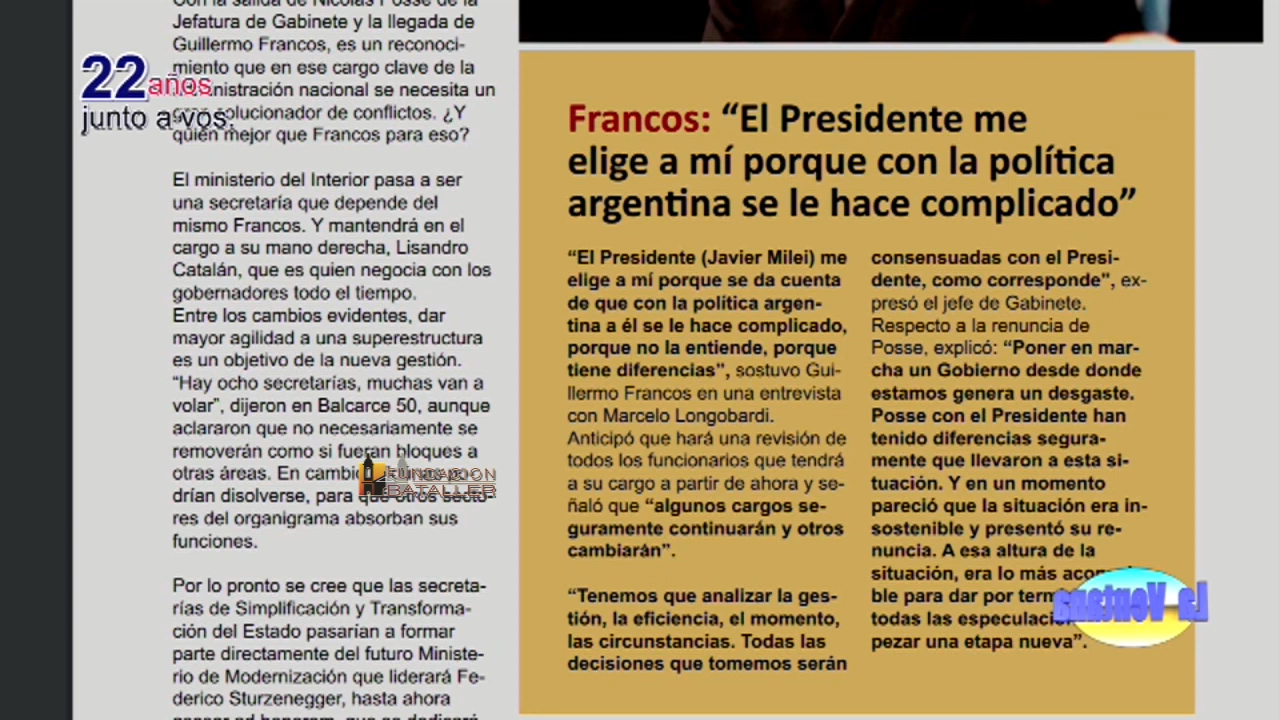 Con la salida de Nicolás Posse de la
Jefatura de Gabinete y la llegada de
Guillermo Francos, es un reconoci-
miento que en ese cargo clave de la
nistración nacional se necesita un
solucionador de conflictos. ¿Y
quién mejor que Francos para eso?
El ministerio del Interior pasa a ser
una secretaría que depende del
mismo Francos. Y mantendrá en el
cargo a su mano derecha, Lisandro
Catalán, que es quien negocia con los
gobernadores todo el tiempo.
Entre los cambios evidentes, dar
mayor agilidad a una superestructura
es un objetivo de la nueva gestión.
“Hay ocho secretarías, muchas van a
volar”, dijeron en Balcarce 50, aunque
aclararon que no necesariamente se
removerán como si fueran bloques a
otras áreas. En cambio
drían disolverse, para que otros secto-
res del organigrama absorban sus
funciones.
Por lo pronto se cree que las secreta-
rías de Simplificación y Transforma-
ción del Estado pasarían a formar
parte directamente del futuro Ministe-
rio de Modernización que liderará Fe-
derico Sturzenegger, hasta ahora
22 años
junto a vos.
FUNDACION
BATALLER
Francos: “El Presidente me
elige a mí porque con la política
argentina se le hace complicado”
“El Presidente (Javier Milei) me
elige a mí porque se da cuenta
de que con la política argen-
tina a él se le hace complicado,
porque no la entiende, porque
tiene diferencias”, sostuvo Gui-
llermo Francos en una entrevista
con Marcelo Longobardi.
Anticipó que hará una revisión de
todos los funcionarios que tendrá
a su cargo a partir de ahora y se-
ñaló que “algunos cargos se-
guramente continuarán y otros
cambiarán”.
“Tenemos que analizar la ges-
tión, la eficiencia, el momento,
las circunstancias. Todas las
decisiones que tomemos serán
consensuadas con el Presi-
dente, como corresponde", ex-
presó el jefe de Gabinete.
Respecto a la renuncia de
Posse, explicó: “Poner en mar-
cha un Gobierno desde donde
estamos genera un desgaste.
Posse con el Presidente han
tenido diferencias segura-
mente que llevaron a esta si-
tuación. Y en un momento
pareció que la situación era in-
sostenible y presentó su re-
nuncia. A esa altura de la
situación, era lo más
ble para dar por
todas las
pezar una etapa nueva”.
La Ventana